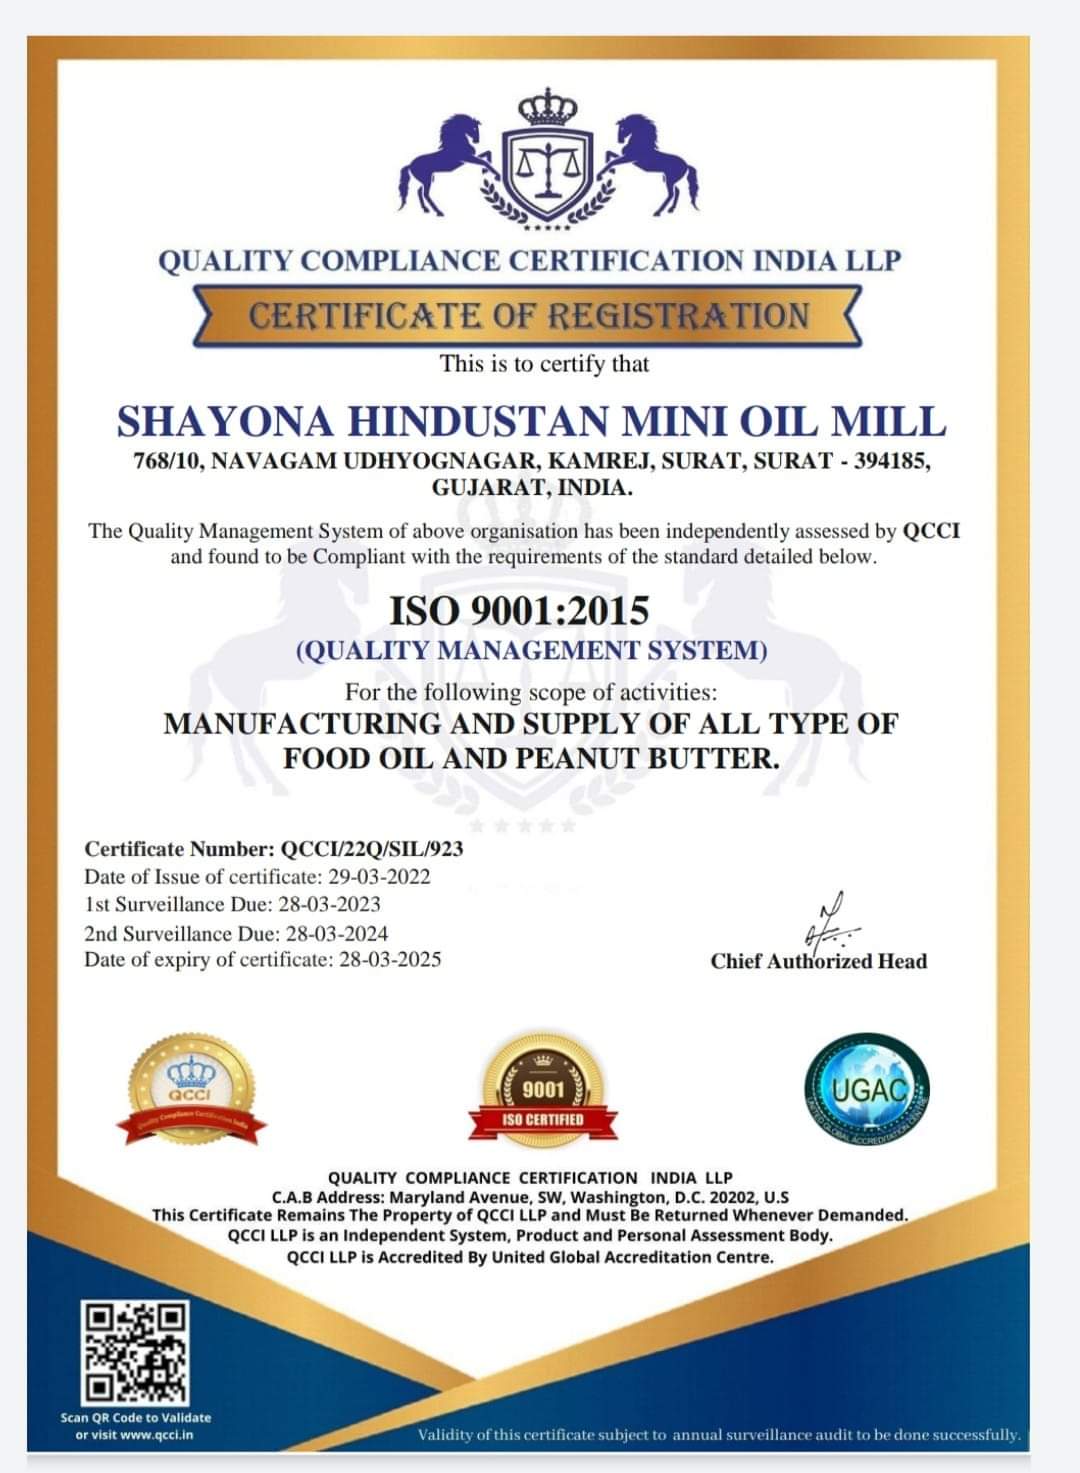 QUALITY COMPLIANCE CERTIFICATION INDIA LLP
CERTIFICATE OF REGISTRATION
This is to certify that
SHAYONA HINDUSTAN MINI OIL MILL
768/10, NAVAGAM UDHYOGNAGAR, KAMREJ, SURAT, SURAT - 394185,
GUJARAT, INDIA.
The Quality Management System of above organisation has been independently assessed by QCCI
and found to be Compliant with the requirements of the standard detailed below.
ISO 9001:2015
(QUALITY MANAGEMENT SYSTEM)
For the following scope of activities:
MANUFACTURING AND SUPPLY OF ALL TYPE OF
FOOD OIL AND PEANUT BUTTER.
Certificate Number: QCCI/22Q/SIL/923
Date of Issue of certificate: 29-03-2022
1st Surveillance Due: 28-03-2023
2nd Surveillance Due: 28-03-2024
Date of expiry of certificate: 28-03-2025
Chief Authorized Head
QCCI
Quality Compliance Certification India
9001
ISO CERTIFIED
UGAC
UNITED GLOBAL ACCREDITATION CENTRE
QUALITY COMPLIANCE CERTIFICATION INDIA LLP
C.A.B Address: Maryland Avenue, SW, Washington, D.C. 20202, U.S
This Certificate Remains The Property of QCCI LLP and Must Be Returned Whenever Demanded.
QCCI LLP is an Independent System, Product and Personal Assessment Body.
QCCI LLP is Accredited By United Global Accreditation Centre.
Scan QR Code to Validate
or visit www.qcci.in
Validity of this certificate subject to annual surveillance audit to be done successfully.